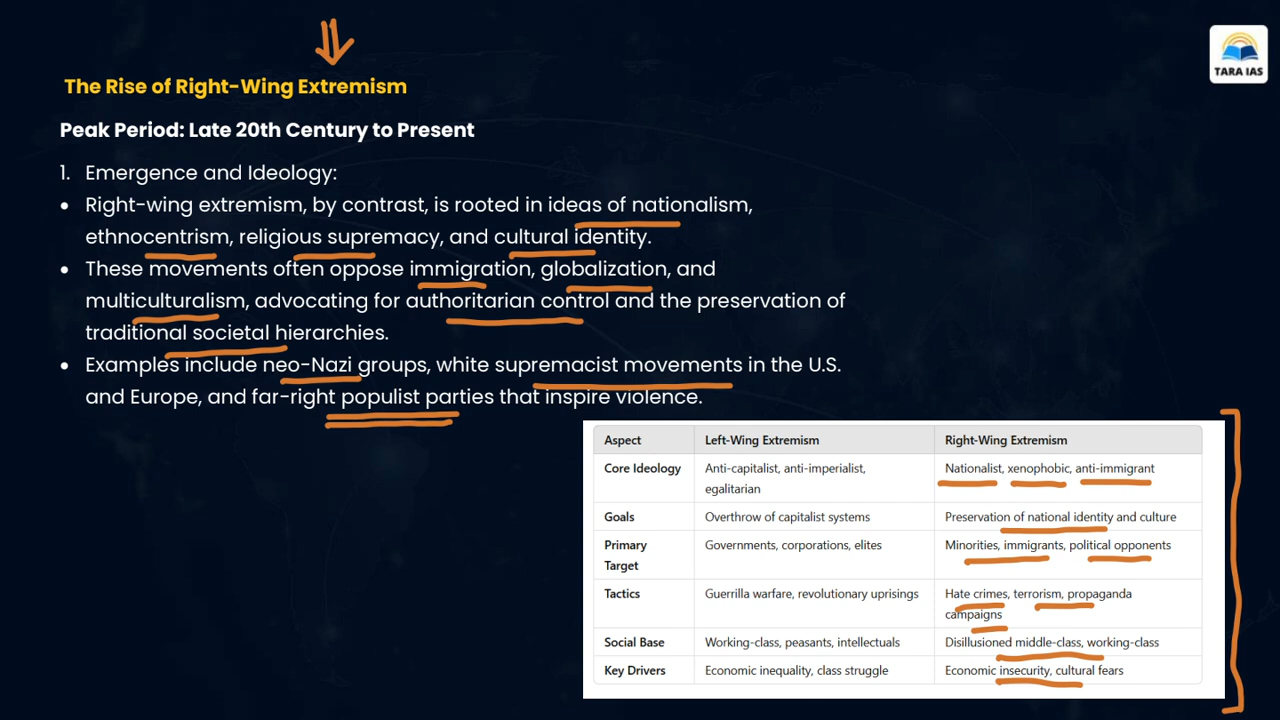 TARA IAS
The Rise of Right-Wing Extremism
Peak Period: Late 20th Century to Present
1. Emergence and Ideology:
• Right-wing extremism, by contrast, is rooted in ideas of nationalism,
ethnocentrism, religious supremacy, and cultural identity.
• These movements often oppose immigration, globalization, and
multiculturalism, advocating for authoritarian control and the preservation of
traditional societal hierarchies.
• Examples include neo-Nazi groups, white supremacist movements in the U.S.
and Europe, and far-right populist parties that inspire violence.
Aspect Left-Wing Extremism Right-Wing Extremism
Core Ideology Anti-capitalist, anti-imperialist, Nationalist, xenophobic, anti-immigrant
egalitarian
Goals Overthrow of capitalist systems Preservation of national identity and culture
Primary Governments, corporations, elites Minorities, immigrants, political opponents
Target
Tactics Guerrilla warfare, revolutionary uprisings Hate crimes, terrorism, propaganda
campaigns
Social Base Working-class, peasants, intellectuals Disillusioned middle-class, working-class
Key Drivers Economic inequality, class struggle Economic insecurity, cultural fears